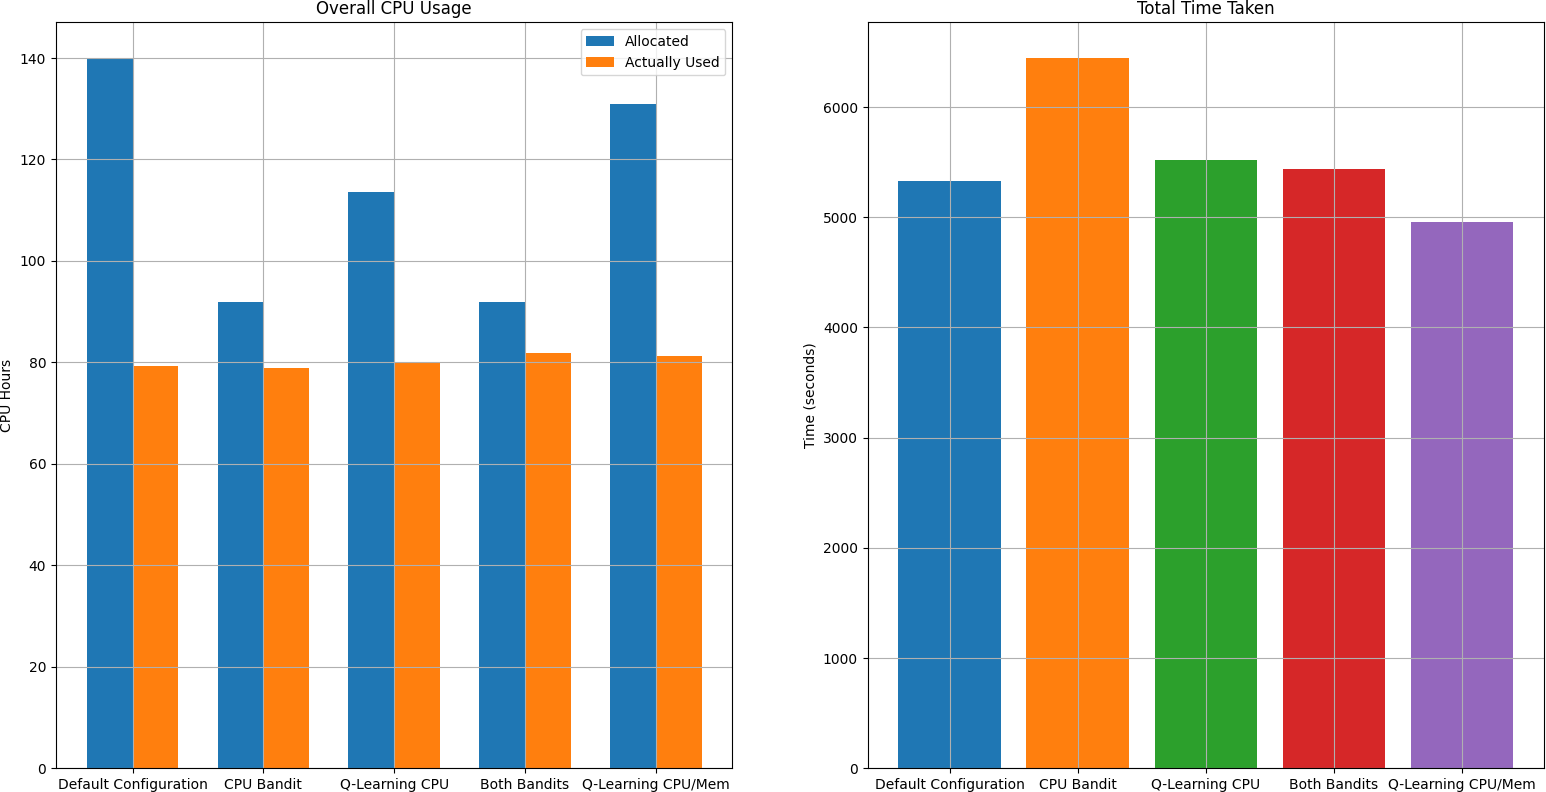 Overall CPU Usage
CPU Hours
140
120
100
80
60
40
20
0
Allocated
Actually Used
Default Configuration
CPU Bandit
Q-Learning CPU
Both Bandits
Q-Learning CPU/Mem
Total Time Taken
Time (seconds)
6000
5000
4000
3000
2000
1000
0
Default Configuration
CPU Bandit
Q-Learning CPU
Both Bandits
Q-Learning CPU/Mem